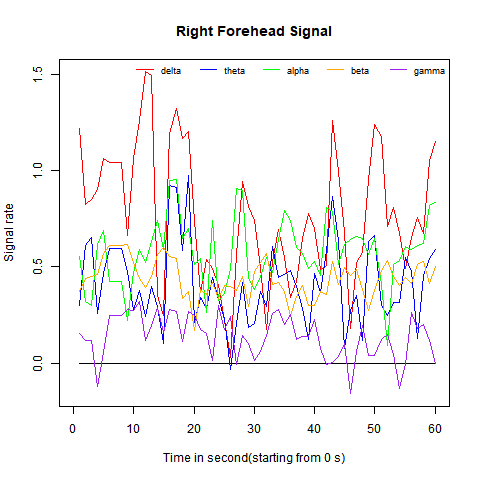 Right Forehead Signal
delta theta alpha beta gamma
Signal rate
1.5
1.0
0.5
0.0
0 10 20 30 40 50 60
Time in second(starting from 0 s)